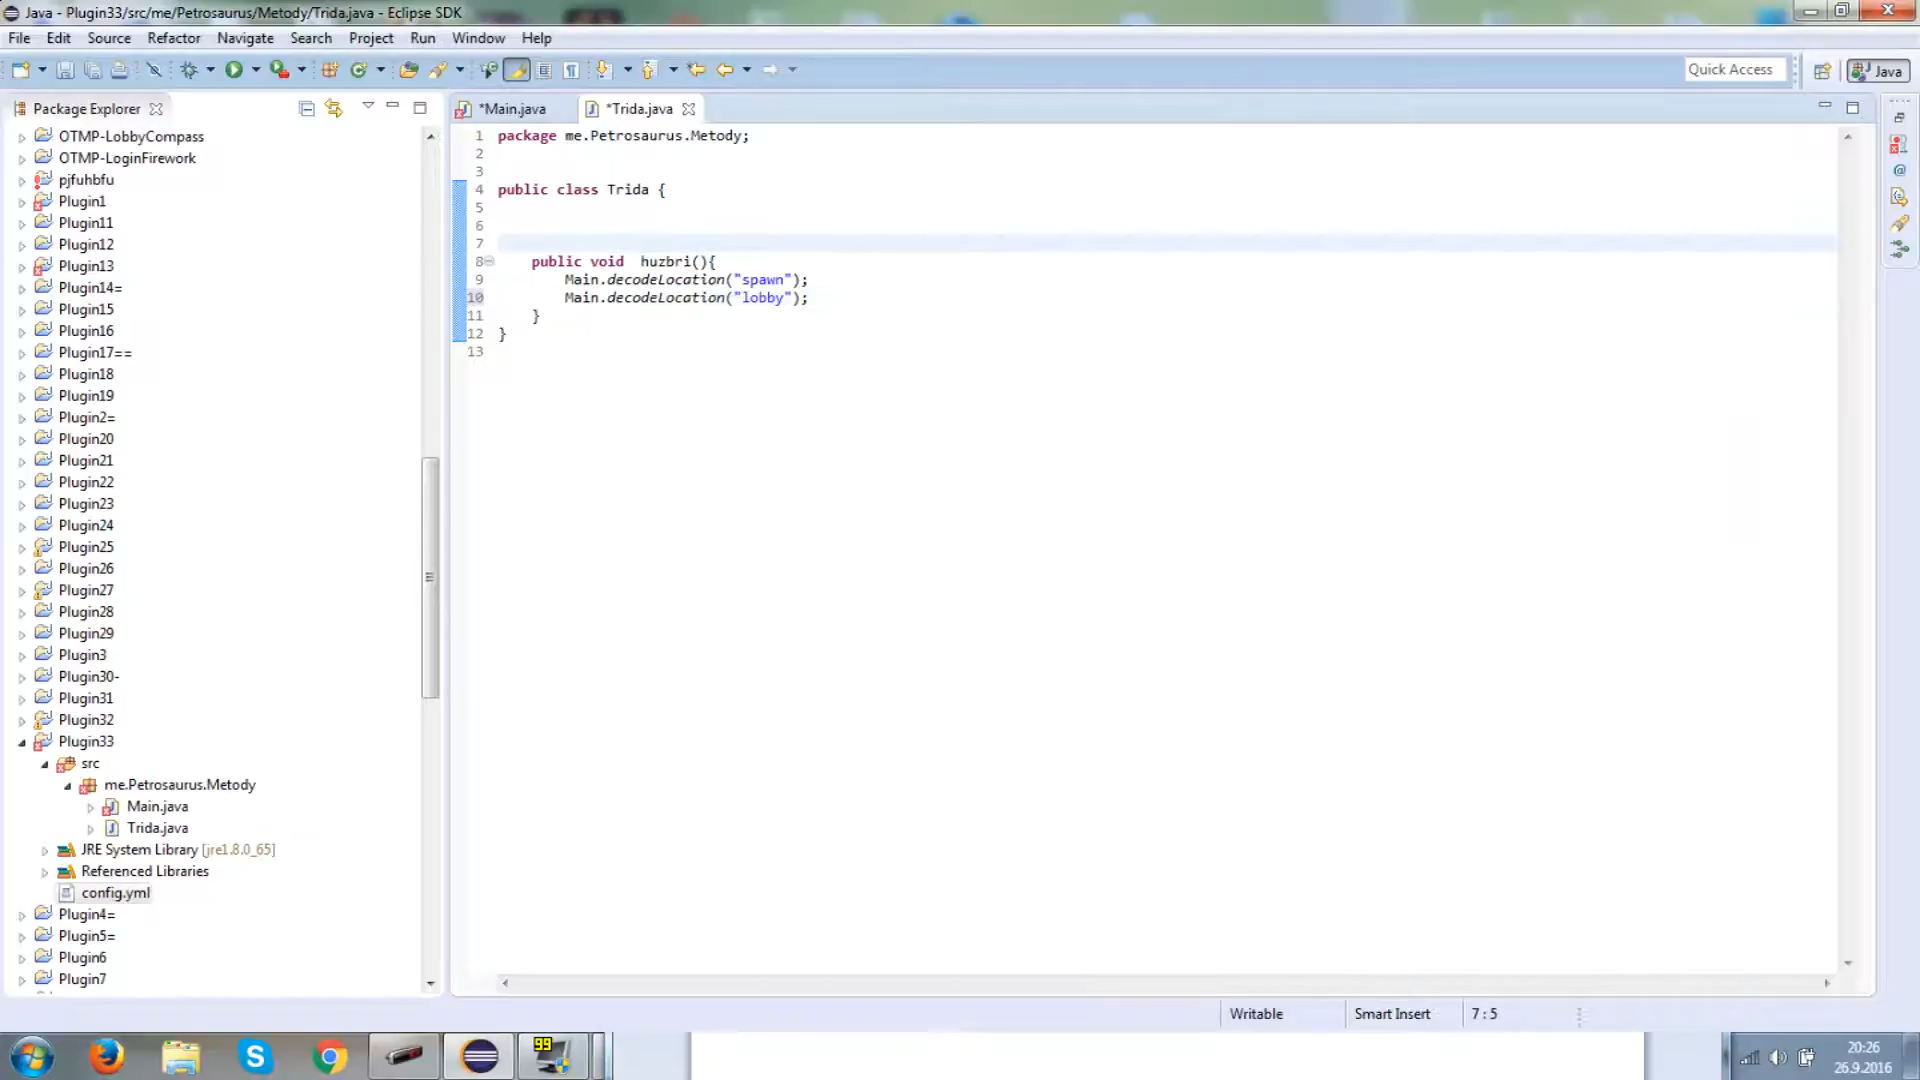 Java - Plugin33/src/me/Petrosaurus/Metody/Trida.java - Eclipse SDK
File Edit Source Refactor Navigate Search Project Run Window Help
Quick Access
Java
Package Explorer
*Main.java
*Trida.java
OTMP-LobbyCompass
OTMP-LoginFirework
pjfuhbfu
Plugin1
Plugin11
Plugin12
Plugin13
Plugin14=
Plugin15
Plugin16
Plugin17==
Plugin18
Plugin19
Plugin2=
Plugin20
Plugin21
Plugin22
Plugin23
Plugin24
Plugin25
Plugin26
Plugin27
Plugin28
Plugin29
Plugin3
Plugin30-
Plugin31
Plugin32
Plugin33
src
me.Petrosaurus.Metody
Main.java
Trida.java
JRE System Library [jre1.8.0_65]
Referenced Libraries
config.yml
Plugin4=
Plugin5=
Plugin6
Plugin7
1 package me.Petrosaurus.Metody;
2
3
4 public class Trida {
5
6
7
8 public void  huzbri(){
9 Main.decodeLocation("spawn");
10 Main.decodeLocation("lobby");
11 }
12 }
13
Writable
Smart Insert
7 : 5
99
20:26
26.9.2016